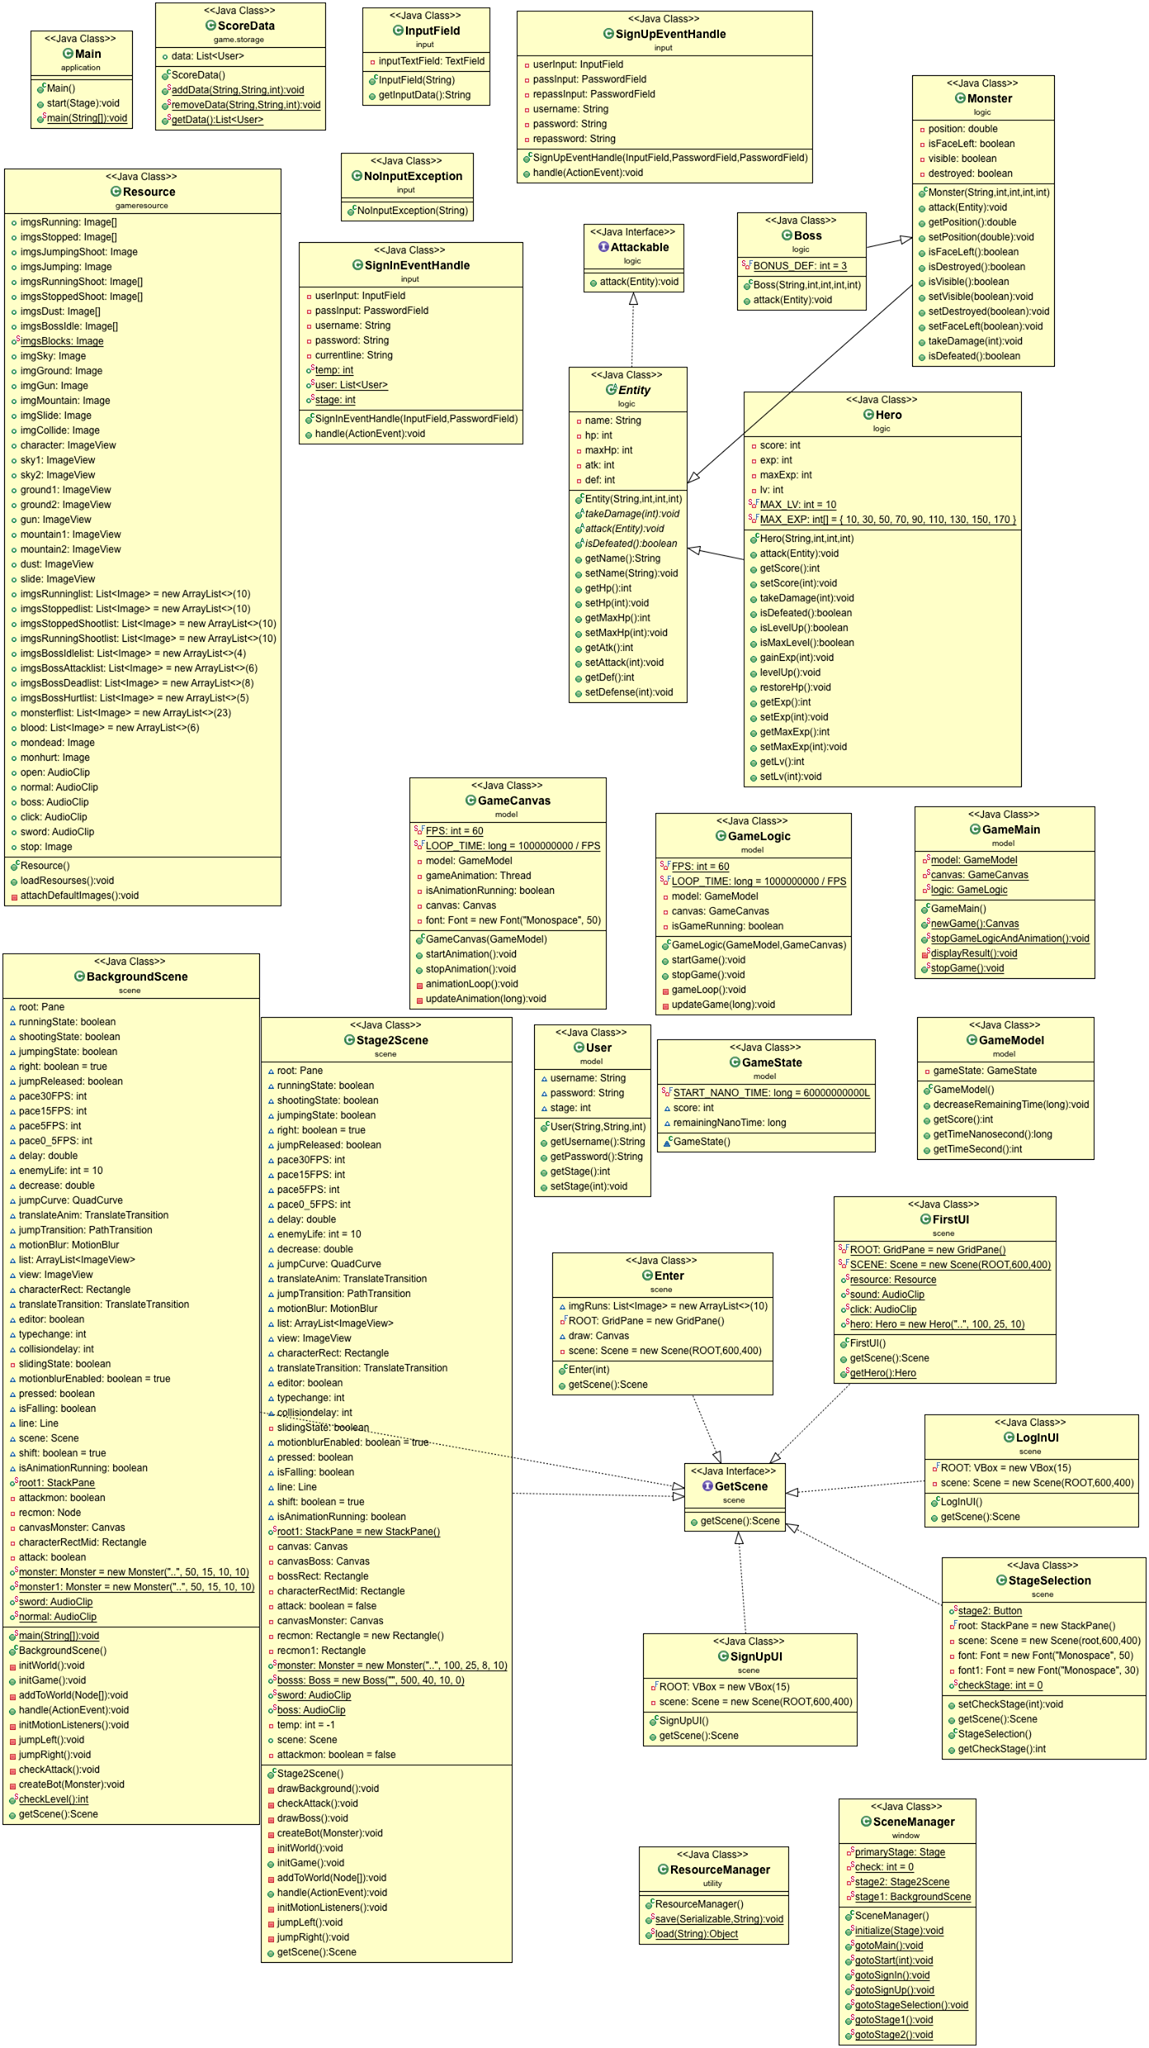 <<Java Class>>
Main
application
Main()
start(Stage):void
main(String[]):void
<<Java Class>>
ScoreData
game.storage
data: List<User>
ScoreData()
addData(String,String,int):void
removeData(String,String,int):void
getData():List<User>
<<Java Class>>
InputField
input
inputTextField: TextField
InputField(String)
getInputData():String
<<Java Class>>
SignUpEventHandle
input
userInput: InputField
passInput: PasswordField
repassInput: PasswordField
username: String
password: String
repassword: String
SignUpEventHandle(InputField,PasswordField,PasswordField)
handle(ActionEvent):void
<<Java Class>>
Monster
logic
position: double
isFaceLeft: boolean
visible: boolean
destroyed: boolean
Monster(String,int,int,int,int)
attack(Entity):void
getPosition():double
setPosition(double):void
isFaceLeft():boolean
isDestroyed():boolean
isVisible():boolean
setVisible(boolean):void
setDestroyed(boolean):void
setFaceLeft(boolean):void
takeDamage(int):void
isDefeated():boolean
<<Java Class>>
NoInputException
input
NoInputException(String)
<<Java Class>>
Resource
gameresource
imgsRunning: Image[]
imgsStopped: Image[]
imgsJumpingShoot: Image
imgsJumping: Image
imgsRunningShoot: Image[]
imgsStoppedShoot: Image[]
imgsDust: Image[]
imgsBossIdle: Image[]
imgsBlocks: Image
imgSky: Image
imgGround: Image
imgGun: Image
imgMountain: Image
imgSlide: Image
imgCollide: Image
character: ImageView
sky1: ImageView
sky2: ImageView
ground1: ImageView
ground2: ImageView
gun: ImageView
mountain1: ImageView
mountain2: ImageView
dust: ImageView
slide: ImageView
imgsRunninglist: List<Image> = new ArrayList<>(10)
imgsStoppedlist: List<Image> = new ArrayList<>(10)
imgsStoppedShootlist: List<Image> = new ArrayList<>(10)
imgsRunningShootlist: List<Image> = new ArrayList<>(10)
imgsBossIdlelist: List<Image> = new ArrayList<>(4)
imgsBossAttacklist: List<Image> = new ArrayList<>(6)
imgsBossDeadlist: List<Image> = new ArrayList<>(8)
imgsBossHurtlist: List<Image> = new ArrayList<>(5)
monsterflist: List<Image> = new ArrayList<>(23)
blood: List<Image> = new ArrayList<>(6)
mondead: Image
monhurt: Image
open: AudioClip
normal: AudioClip
boss: AudioClip
click: AudioClip
sword: AudioClip
stop: Image
Resource()
loadResourses():void
attachDefaultImages():void
<<Java Class>>
SignInEventHandle
input
userInput: InputField
passInput: PasswordField
username: String
password: String
currentline: String
temp: int
user: List<User>
stage: int
SignInEventHandle(InputField,PasswordField)
handle(ActionEvent):void
<<Java Interface>>
Attackable
logic
attack(Entity):void
<<Java Class>>
Boss
logic
BONUS_DEF: int = 3
Boss(String,int,int,int,int)
attack(Entity):void
<<Java Class>>
Entity
logic
name: String
hp: int
maxHp: int
atk: int
def: int
Entity(String,int,int,int)
takeDamage(int):void
attack(Entity):void
isDefeated():boolean
getName():String
setName(String):void
getHp():int
setHp(int):void
getMaxHp():int
setMaxHp(int):void
getAtk():int
setAttack(int):void
getDef():int
setDefense(int):void
<<Java Class>>
Hero
logic
score: int
exp: int
maxExp: int
lv: int
MAX_LV: int = 10
MAX_EXP: int[] = { 10, 30, 50, 70, 90, 110, 130, 150, 170 }
Hero(String,int,int,int)
attack(Entity):void
getScore():int
setScore(int):void
takeDamage(int):void
isDefeated():boolean
isLevelUp():boolean
isMaxLevel():boolean
gainExp(int):void
levelUp():void
restoreHp():void
getExp():int
setExp(int):void
getMaxExp():int
setMaxExp(int):void
getLv():int
setLv(int):void
<<Java Class>>
GameCanvas
model
FPS: int = 60
LOOP_TIME: long = 1000000000 / FPS
model: GameModel
gameAnimation: Thread
isAnimationRunning: boolean
canvas: Canvas
font: Font = new Font("Monospace", 50)
GameCanvas(GameModel)
startAnimation():void
stopAnimation():void
animationLoop():void
updateAnimation(long):void
<<Java Class>>
GameLogic
model
FPS: int = 60
LOOP_TIME: long = 1000000000 / FPS
model: GameModel
canvas: GameCanvas
isGameRunning: boolean
GameLogic(GameModel,GameCanvas)
startGame():void
stopGame():void
gameLoop():void
updateGame(long):void
<<Java Class>>
GameMain
model
model: GameModel
canvas: GameCanvas
logic: GameLogic
GameMain()
newGame():Canvas
stopGameLogicAndAnimation():void
displayResult():void
stopGame():void
<<Java Class>>
BackgroundScene
scene
root: Pane
runningState: boolean
shootingState: boolean
jumpingState: boolean
right: boolean = true
jumpReleased: boolean
pace30FPS: int
pace15FPS: int
pace5FPS: int
pace0_5FPS: int
delay: double
enemyLife: int = 10
decrease: double
jumpCurve: QuadCurve
translateAnim: TranslateTransition
jumpTransition: PathTransition
motionBlur: MotionBlur
list: ArrayList<ImageView>
view: ImageView
characterRect: Rectangle
translateTransition: TranslateTransition
editor: boolean
typechange: int
collisiondelay: int
slidingState: boolean
motionblurEnabled: boolean = true
pressed: boolean
isFalling: boolean
line: Line
scene: Scene
shift: boolean = true
isAnimationRunning: boolean
root1: StackPane
attackmon: boolean
recmon: Node
canvasMonster: Canvas
characterRectMid: Rectangle
attack: boolean
monster: Monster = new Monster("..", 50, 15, 10, 10)
monster1: Monster = new Monster("..", 50, 15, 10, 10)
sword: AudioClip
normal: AudioClip
main(String[]):void
BackgroundScene()
initWorld():void
initGame():void
addToWorld(Node[]):void
handle(ActionEvent):void
initMotionListeners():void
jumpLeft():void
jumpRight():void
checkAttack():void
createBot(Monster):void
checkLevel():int
getScene():Scene
<<Java Class>>
Stage2Scene
scene
root: Pane
runningState: boolean
shootingState: boolean
jumpingState: boolean
right: boolean = true
jumpReleased: boolean
pace30FPS: int
pace15FPS: int
pace5FPS: int
pace0_5FPS: int
delay: double
enemyLife: int = 10
decrease: double
jumpCurve: QuadCurve
translateAnim: TranslateTransition
jumpTransition: PathTransition
motionBlur: MotionBlur
list: ArrayList<ImageView>
view: ImageView
characterRect: Rectangle
translateTransition: TranslateTransition
editor: boolean
typechange: int
collisiondelay: int
slidingState: boolean
motionblurEnabled: boolean = true
pressed: boolean
isFalling: boolean
line: Line
shift: boolean = true
isAnimationRunning: boolean
root1: StackPane = new StackPane()
canvas: Canvas
canvasBoss: Canvas
bossRect: Rectangle
characterRectMid: Rectangle
attack: boolean = false
canvasMonster: Canvas
recmon: Rectangle = new Rectangle()
recmon1: Rectangle
monster: Monster = new Monster("..", 100, 25, 8, 10)
bosss: Boss = new Boss("", 500, 40, 10, 0)
sword: AudioClip
boss: AudioClip
temp: int = -1
scene: Scene
attackmon: boolean = false
Stage2Scene()
drawBackground():void
checkAttack():void
drawBoss():void
createBot(Monster):void
initWorld():void
initGame():void
addToWorld(Node[]):void
handle(ActionEvent):void
initMotionListeners():void
jumpLeft():void
jumpRight():void
getScene():Scene
<<Java Class>>
User
model
username: String
password: String
stage: int
User(String,String,int)
getUsername():String
getPassword():String
getStage():int
setStage(int):void
<<Java Class>>
GameState
model
START_NANO_TIME: long = 60000000000L
score: int
remainingNanoTime: long
GameState()
<<Java Class>>
GameModel
model
gameState: GameState
GameModel()
decreaseRemainingTime(long):void
getScore():int
getTimeNanosecond():long
getTimeSecond():int
<<Java Class>>
Enter
scene
imgRuns: List<Image> = new ArrayList<>(10)
ROOT: GridPane = new GridPane()
draw: Canvas
scene: Scene = new Scene(ROOT,600,400)
Enter(int)
getScene():Scene
<<Java Class>>
FirstUI
scene
ROOT: GridPane = new GridPane()
SCENE: Scene = new Scene(ROOT,600,400)
resource: Resource
sound: AudioClip
click: AudioClip
hero: Hero = new Hero("..", 100, 25, 10)
FirstUI()
getScene():Scene
getHero():Hero
<<Java Interface>>
GetScene
scene
getScene():Scene
<<Java Class>>
LogInUI
scene
ROOT: VBox = new VBox(15)
scene: Scene = new Scene(ROOT,600,400)
LogInUI()
getScene():Scene
<<Java Class>>
StageSelection
scene
stage2: Button
root: StackPane = new StackPane()
scene: Scene = new Scene(root,600,400)
font: Font = new Font("Monospace", 50)
font1: Font = new Font("Monospace", 30)
checkStage: int = 0
setCheckStage(int):void
getScene():Scene
StageSelection()
getCheckStage():int
<<Java Class>>
SignUpUI
scene
ROOT: VBox = new VBox(15)
scene: Scene = new Scene(ROOT,600,400)
SignUpUI()
getScene():Scene
<<Java Class>>
ResourceManager
utility
ResourceManager()
save(Serializable,String):void
load(String):Object
<<Java Class>>
SceneManager
window
primaryStage: Stage
check: int = 0
stage2: Stage2Scene
stage1: BackgroundScene
SceneManager()
initialize(Stage):void
gotoMain():void
gotoStart(int):void
gotoSignIn():void
gotoSignUp():void
gotoStageSelection():void
gotoStage1():void
gotoStage2():void